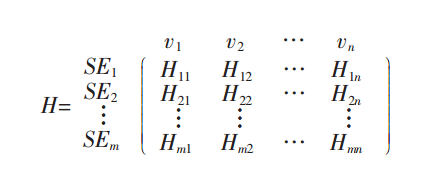 v₁ v₂ ⋯ vₙ
SE₁ H₁₁ H₁₂ ⋯ H₁ₙ
SE₂ H₂₁ H₂₂ ⋯ H₂ₙ
H= ⋮ ⋮ ⋮ ⋮
SEₘ Hₘ₁ Hₘ₂ ⋯ Hₘₙ